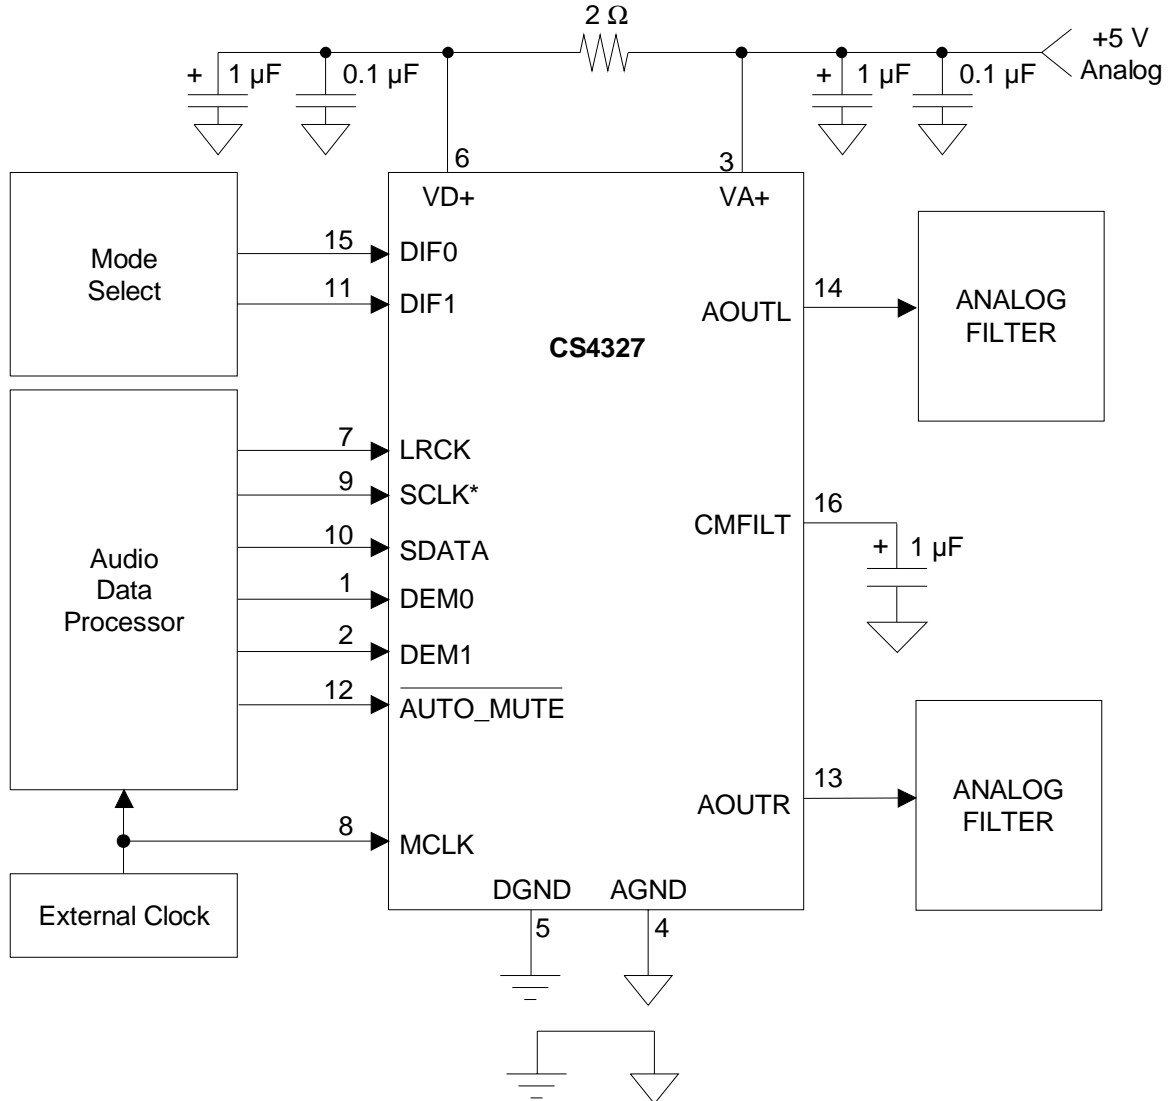 2 Ω
+5 V
Analog
+ 1 µF
0.1 µF
+ 1 µF
0.1 µF
6
3
VD+
VA+
Mode
Select
15
DIF0
11
DIF1
CS4327
AOUTL
14
ANALOG
FILTER
Audio
Data
Processor
7
LRCK
9
SCLK*
10
SDATA
1
DEM0
2
DEM1
12
AUTO_MUTE
CMFILT
16
+ 1 µF
AOUTR
13
ANALOG
FILTER
8
MCLK
External Clock
DGND
AGND
5
4